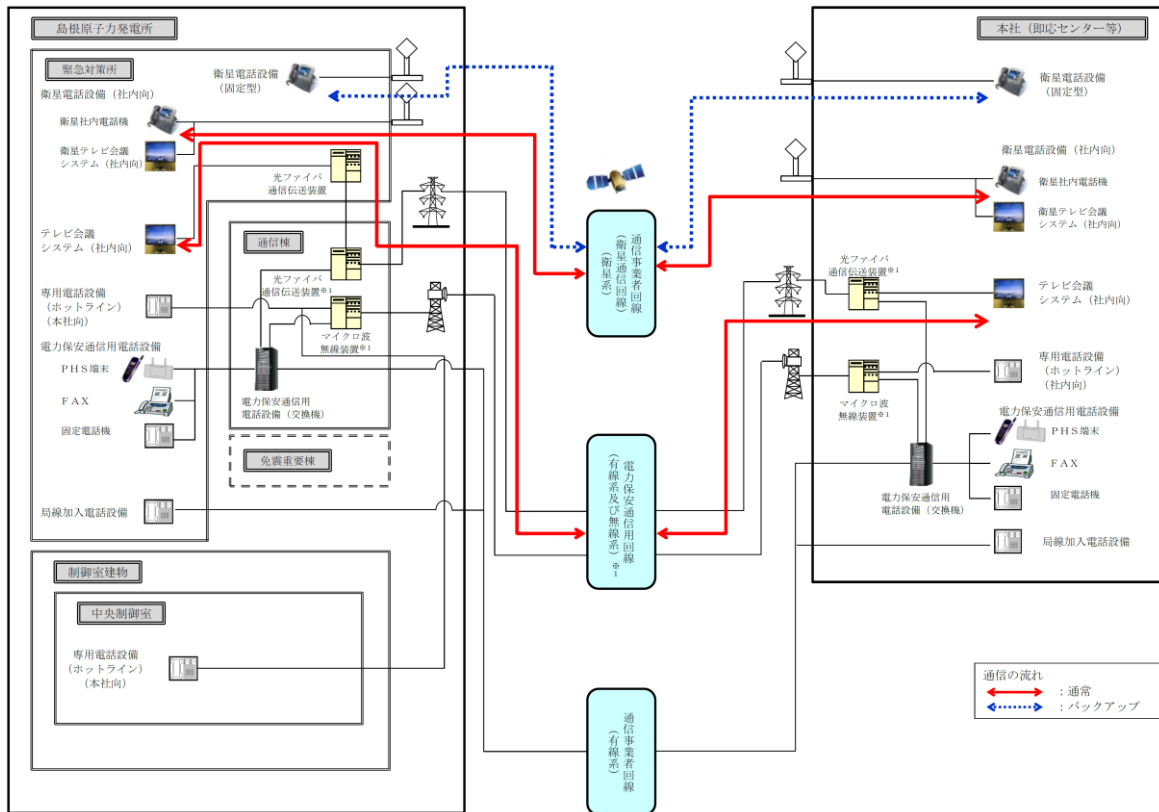 島根原子力発電所
緊急対策所
衛星電話設備
(固定型)
衛星電話設備(社内向)
衛星社内電話機
衛星テレビ会議
システム(社内向)
光ファイバ
通信伝送装置
テレビ会議
システム(社内向)
通信棟
光ファイバ
通信伝送装置※1
専用電話設備
(ホットライン)
(本社向)
マイクロ波
無線装置※1
電力保安通信用電話設備
PHS端末
FAX
固定電話機
電力保安通信用
電話設備(交換機)
免震重要棟
局線加入電話設備
制御室建物
中央制御室
専用電話設備
(ホットライン)
(本社向)
通信事業者回線
(衛星通信回線)
(衛星系)
電力保安通信用回線
(有線系及び無線系)※1
通信事業者回線
(有線系)
本社(即応センター等)
衛星電話設備
(固定型)
衛星電話設備(社内向)
衛星社内電話機
衛星テレビ会議
システム(社内向)
光ファイバ
通信伝送装置※1
テレビ会議
システム(社内向)
専用電話設備
(ホットライン)
(社内向)
マイクロ波
無線装置※1
電力保安通信用電話設備
PHS端末
FAX
固定電話機
電力保安通信用
電話設備(交換機)
局線加入電話設備
通信の流れ
:通常
:バックアップ